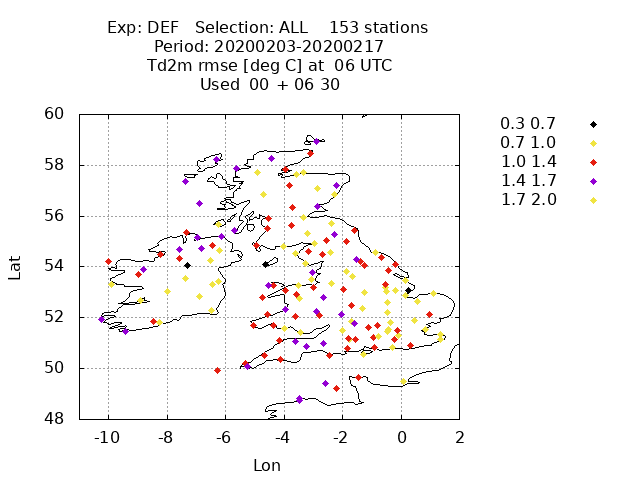 Exp: DEF Selection: ALL 153 stations
Period: 20200203-20200217
Td2m rmse [deg C] at 06 UTC
Used 00 + 06 30
0.3 0.7
0.7 1.0
1.0 1.4
1.4 1.7
1.7 2.0
60
58
56
54
52
50
48
Lat
-10 -8 -6 -4 -2 0 2
Lon